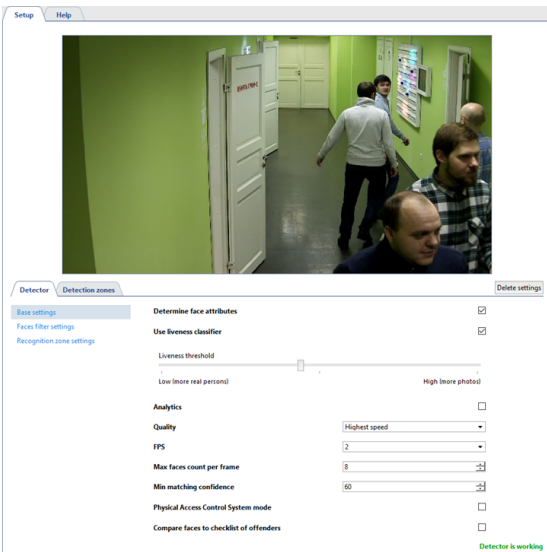 Setup Help
Detector Detection zones Delete settings
Base settings
Faces filter settings
Recognition zone settings
Determine face attributes
Use liveness classifier
Liveness threshold
Low (more real persons) High (more photos)
Analytics
Quality Highest speed
FPS 2
Max faces count per frame 8
Min matching confidence 60
Physical Access Control System mode
Compare faces to checklist of offenders
Detector is working